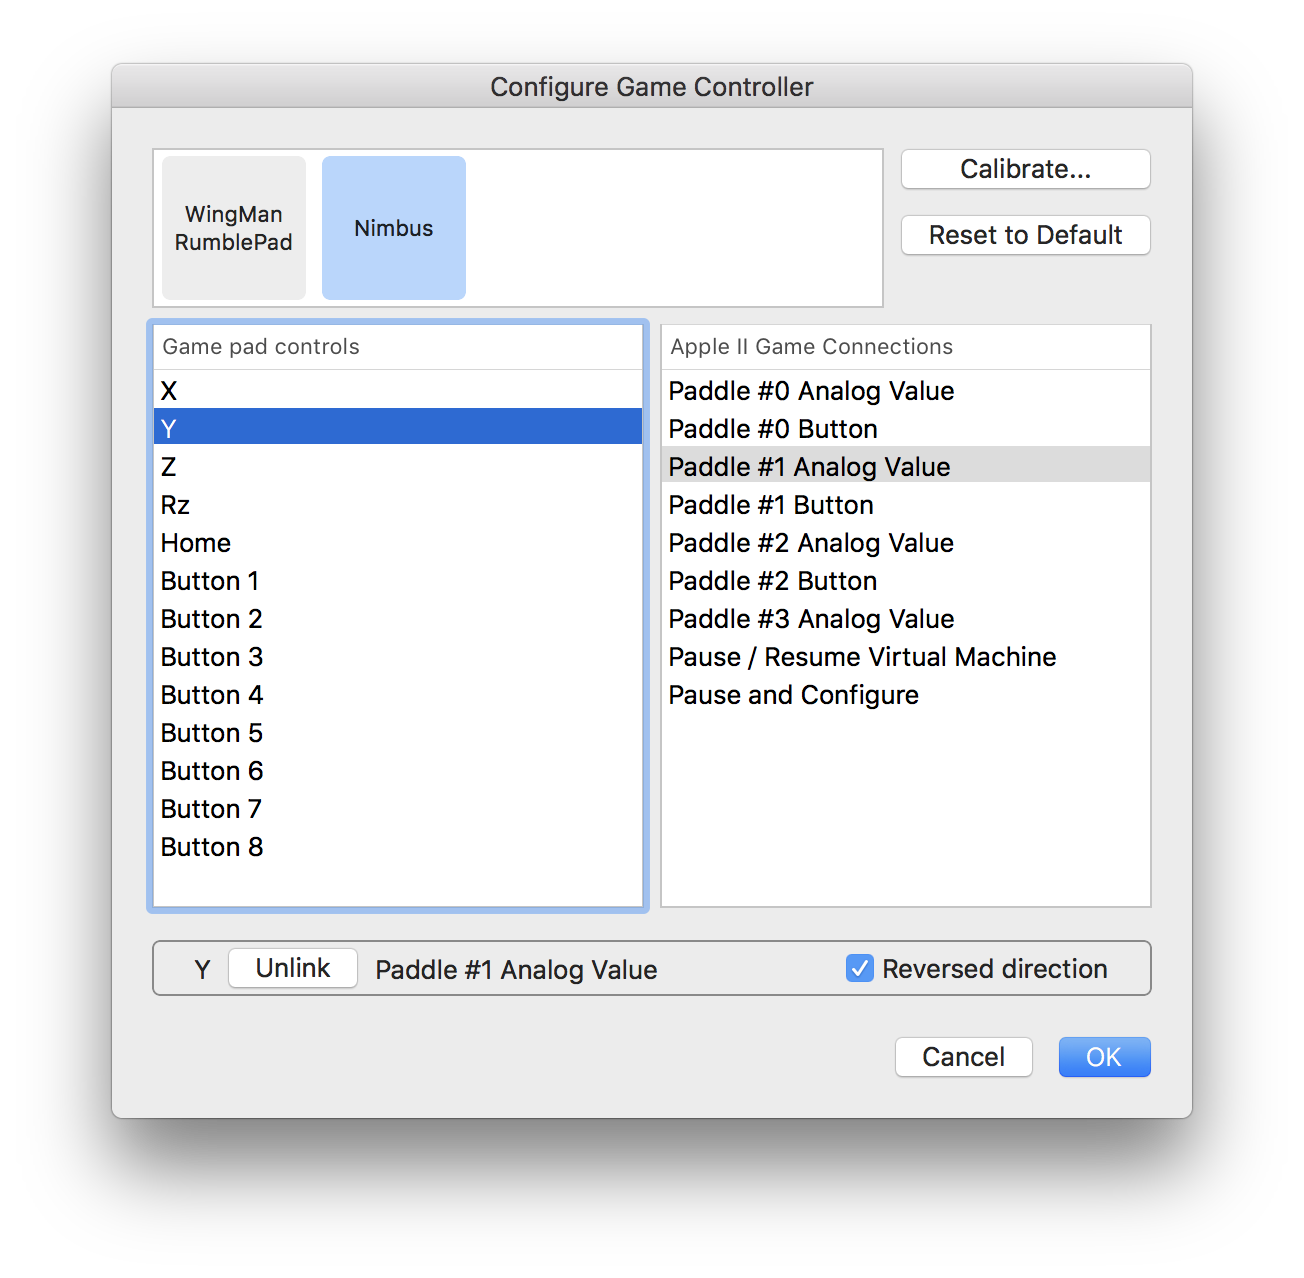 Configure Game Controller
WingMan
RumblePad
Nimbus
Calibrate...
Reset to Default
Game pad controls
X
Y
Z
Rz
Home
Button 1
Button 2
Button 3
Button 4
Button 5
Button 6
Button 7
Button 8
Apple II Game Connections
Paddle #0 Analog Value
Paddle #0 Button
Paddle #1 Analog Value
Paddle #1 Button
Paddle #2 Analog Value
Paddle #2 Button
Paddle #3 Analog Value
Pause / Resume Virtual Machine
Pause and Configure
Y Unlink Paddle #1 Analog Value Reversed direction
Cancel OK